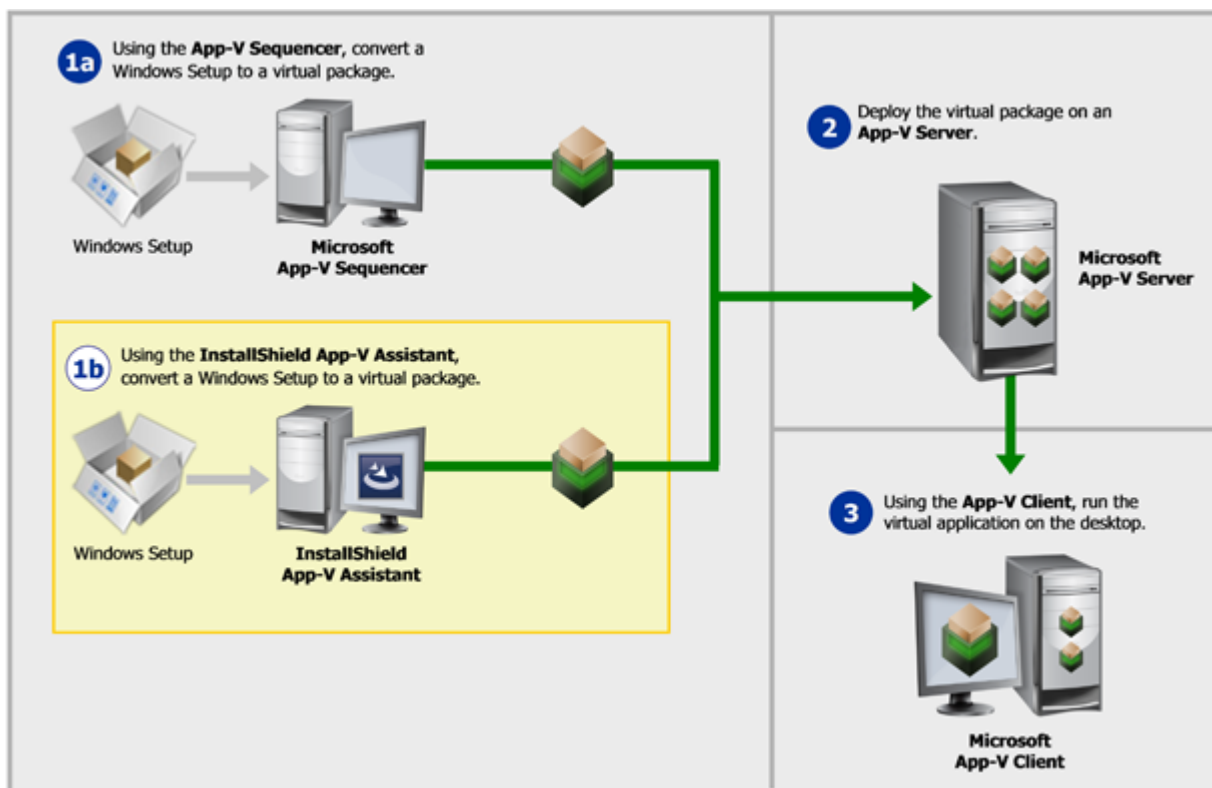 1a
Using the App-V Sequencer, convert a
Windows Setup to a virtual package.
Windows Setup
Microsoft
App-V Sequencer
1b
Using the InstallShield App-V Assistant,
convert a Windows Setup to a virtual package.
Windows Setup
InstallShield
App-V Assistant
2
Deploy the virtual package on an
App-V Server.
Microsoft
App-V Server
3
Using the App-V Client, run the
virtual application on the desktop.
Microsoft
App-V Client